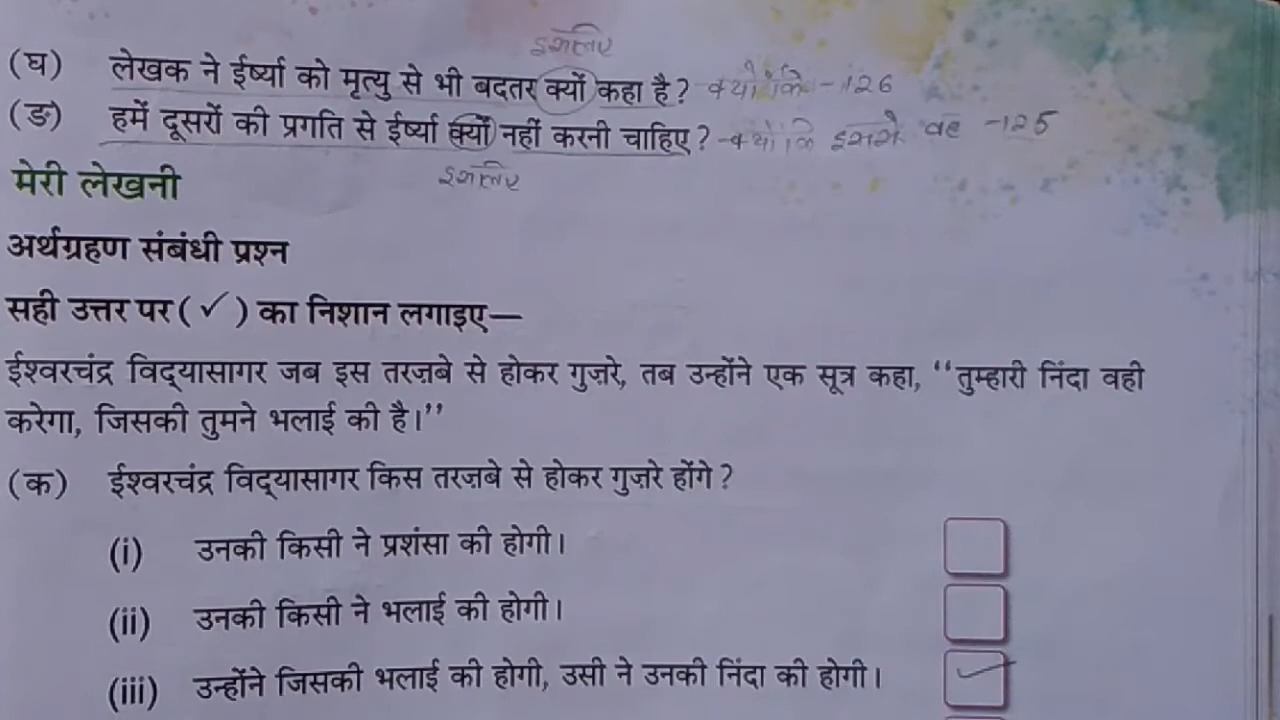 इसलिए
(घ) लेखक ने ईर्ष्या को मृत्यु से भी बदतर क्यों कहा है? क्योंकि -126
(ङ) हमें दूसरों की प्रगति से ईर्ष्या क्यों नहीं करनी चाहिए? -क्योंकि इससे वह -125
इसलिए
मेरी लेखनी
अर्थग्रहण संबंधी प्रश्न
सही उत्तर पर (✓) का निशान लगाइए—
ईश्वरचंद्र विद्यासागर जब इस तरज़बे से होकर गुज़रे, तब उन्होंने एक सूत्र कहा, ‘‘तुम्हारी निंदा वही
करेगा, जिसकी तुमने भलाई की है।’’
(क) ईश्वरचंद्र विद्यासागर किस तरज़बे से होकर गुज़रे होंगे?
(i) उनकी किसी ने प्रशंसा की होगी।
(ii) उनकी किसी ने भलाई की होगी।
(iii) उन्होंने जिसकी भलाई की होगी, उसी ने उनकी निंदा की होगी।